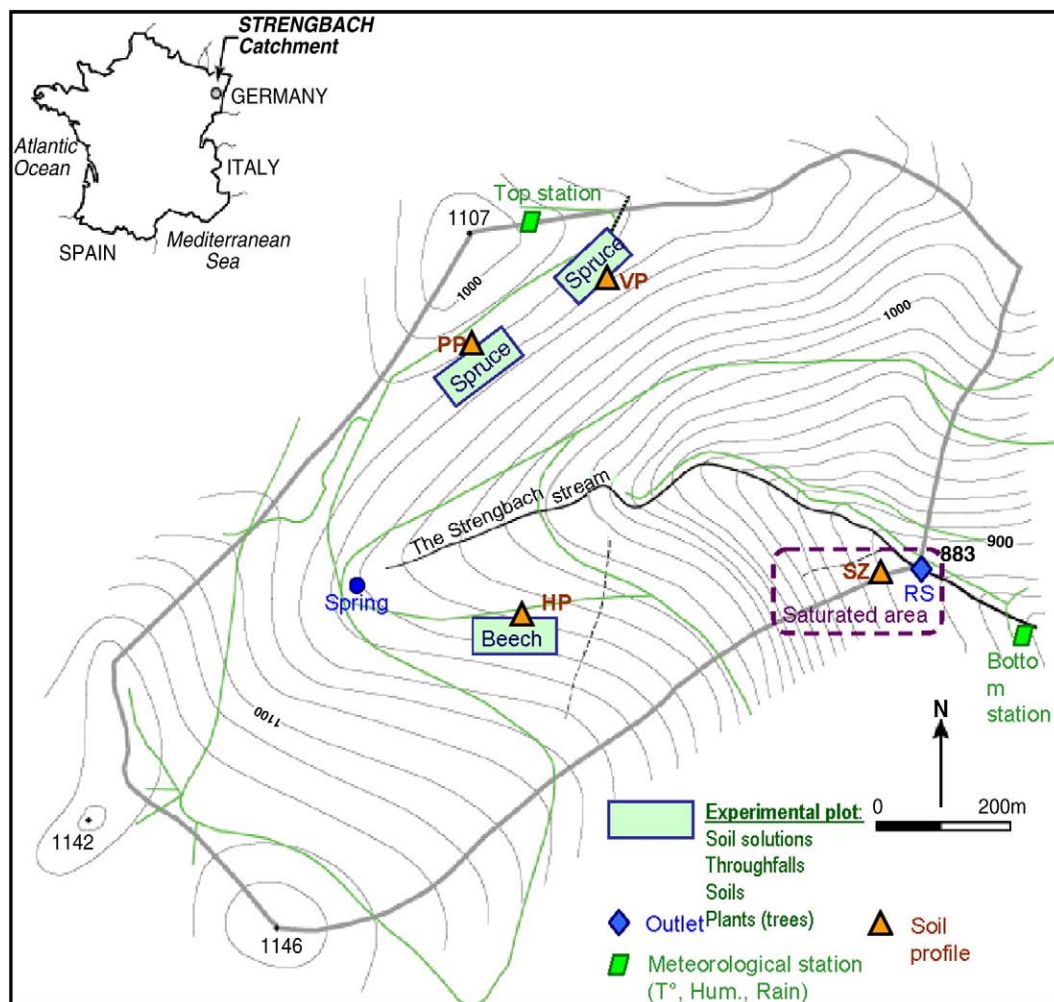 STRENGBACH
Catchment
GERMANY
Atlantic
Ocean
ITALY
SPAIN
Mediterranean
Sea
Top station
1107
Spruce
VP
1000
1000
PP
Spruce
The Strengbach stream
900
883
SZ
RS
Spring
HP
Saturated area
Beech
Botto
m
station
1100
N
0 200m
1142
1146
Experimental plot:
Soil solutions
Throughfalls
Soils
Plants (trees)
Outlet
Soil
profile
Meteorological station
(T°, Hum., Rain)